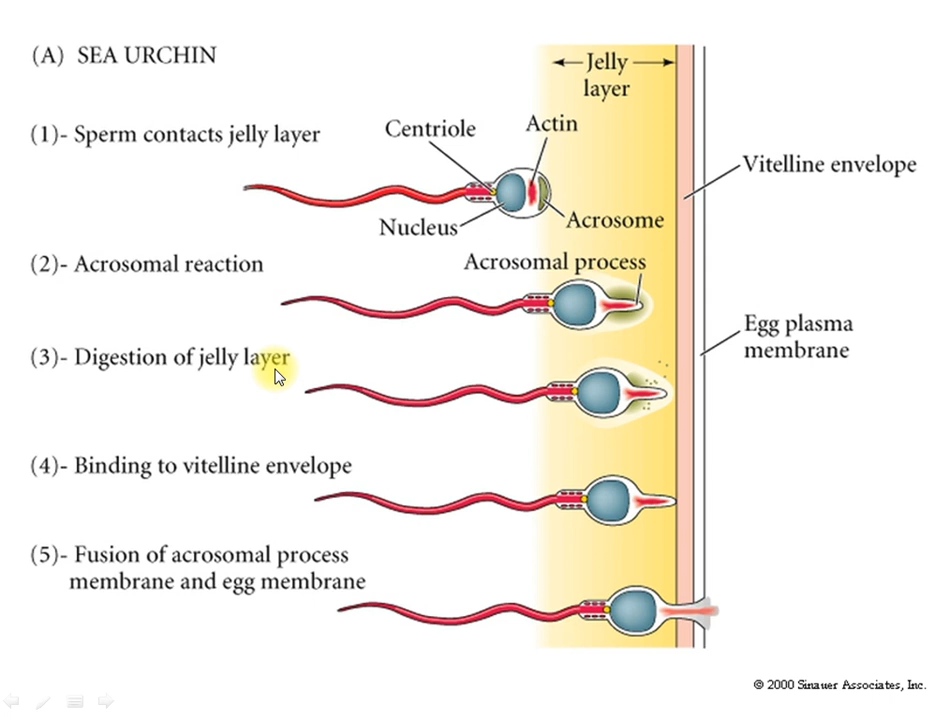 (A) SEA URCHIN
Jelly
layer
(1)- Sperm contacts jelly layer
Centriole
Actin
Vitelline envelope
Nucleus
Acrosome
(2)- Acrosomal reaction
Acrosomal process
Egg plasma
membrane
(3)- Digestion of jelly layer
(4)- Binding to vitelline envelope
(5)- Fusion of acrosomal process
membrane and egg membrane
© 2000 Sinauer Associates, Inc.